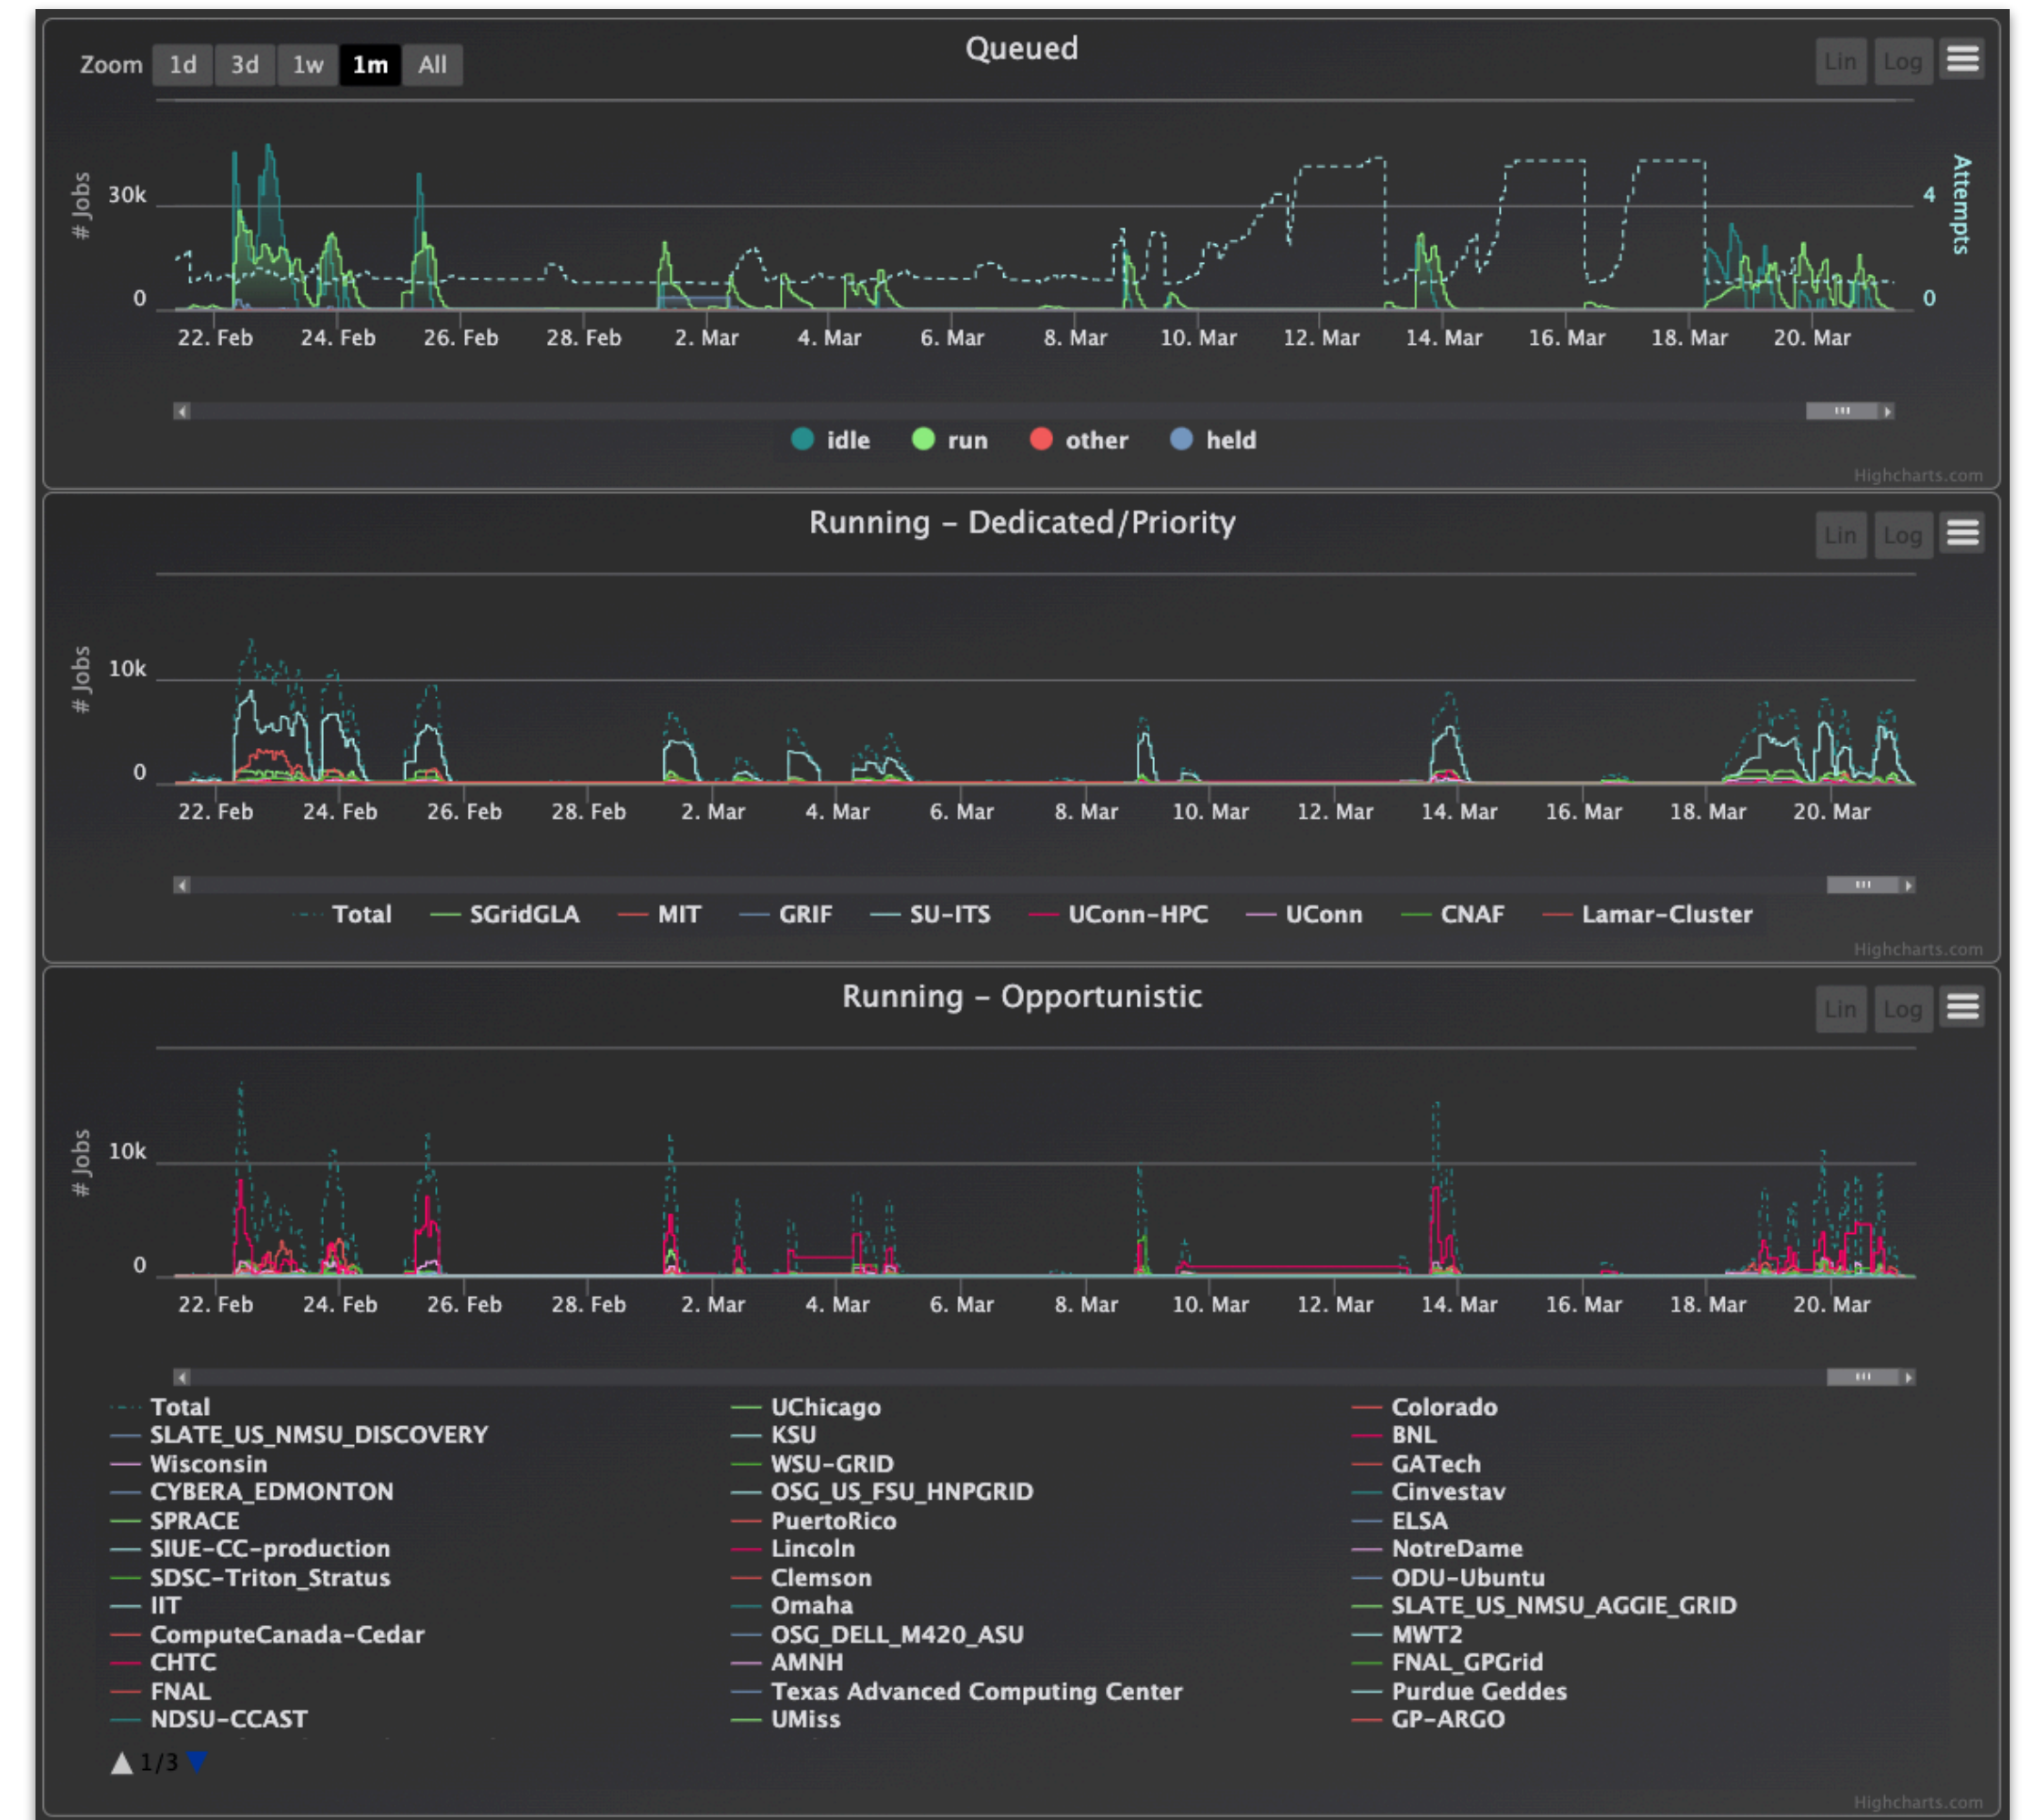 Queued
Zoom 1d 3d 1w 1m All
Lin Log
# Jobs
30k
0
Attempts
4
0
22. Feb 24. Feb 26. Feb 28. Feb 2. Mar 4. Mar 6. Mar 8. Mar 10. Mar 12. Mar 14. Mar 16. Mar 18. Mar 20. Mar
idle run other held
Highcharts.com
Running – Dedicated/Priority
Lin Log
# Jobs
10k
0
22. Feb 24. Feb 26. Feb 28. Feb 2. Mar 4. Mar 6. Mar 8. Mar 10. Mar 12. Mar 14. Mar 16. Mar 18. Mar 20. Mar
Total SGridGLA MIT GRIF SU-ITS UConn-HPC UConn CNAF Lamar-Cluster
Highcharts.com
Running – Opportunistic
Lin Log
# Jobs
10k
0
22. Feb 24. Feb 26. Feb 28. Feb 2. Mar 4. Mar 6. Mar 8. Mar 10. Mar 12. Mar 14. Mar 16. Mar 18. Mar 20. Mar
Total UChicago Colorado
SLATE_US_NMSU_DISCOVERY KSU BNL
Wisconsin WSU-GRID GATech
CYBERA_EDMONTON OSG_US_FSU_HNPGRID Cinvestav
SPRACE PuertoRico ELSA
SIUE-CC-production Lincoln NotreDame
SDSC-Triton_Stratus Clemson ODU-Ubuntu
IIT Omaha SLATE_US_NMSU_AGGIE_GRID
ComputeCanada-Cedar OSG_DELL_M420_ASU MWT2
CHTC AMNH FNAL_GPGrid
FNAL Texas Advanced Computing Center Purdue Geddes
NDSU-CCAST UMiss GP-ARGO
1/3
Highcharts.com